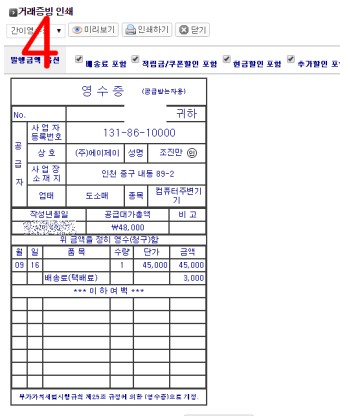 거래증빙 인쇄
4
간이영 미리보기 인쇄하기 닫기
발행금액 옵션 배송료 포함 적립금/쿠폰할인 포함 현금할인 포함 추가할인 포
영 수 증 (공급받는자용)
No. 귀하
공급자
사 업 자 등록번호 131-86-10000
상 호 (주)에이제이 성명 조진만 ㊞
사 업 장 소 재 지 인천 중구 내동 89-2
업태 도소매 종목 컴퓨터주변기기
작성년월일 공급대가총액 비 고
₩48,000
위 금액을 정히 영수(청구)함
월 일 품 목 수량 단가 금액
09 16 1 45,000 45,000
배송료(택배료) 3,000
*** 이 하 여 백 ***
부가가치세법시행규칙 제25조 규정에 의한 (영수증)으로 가정.